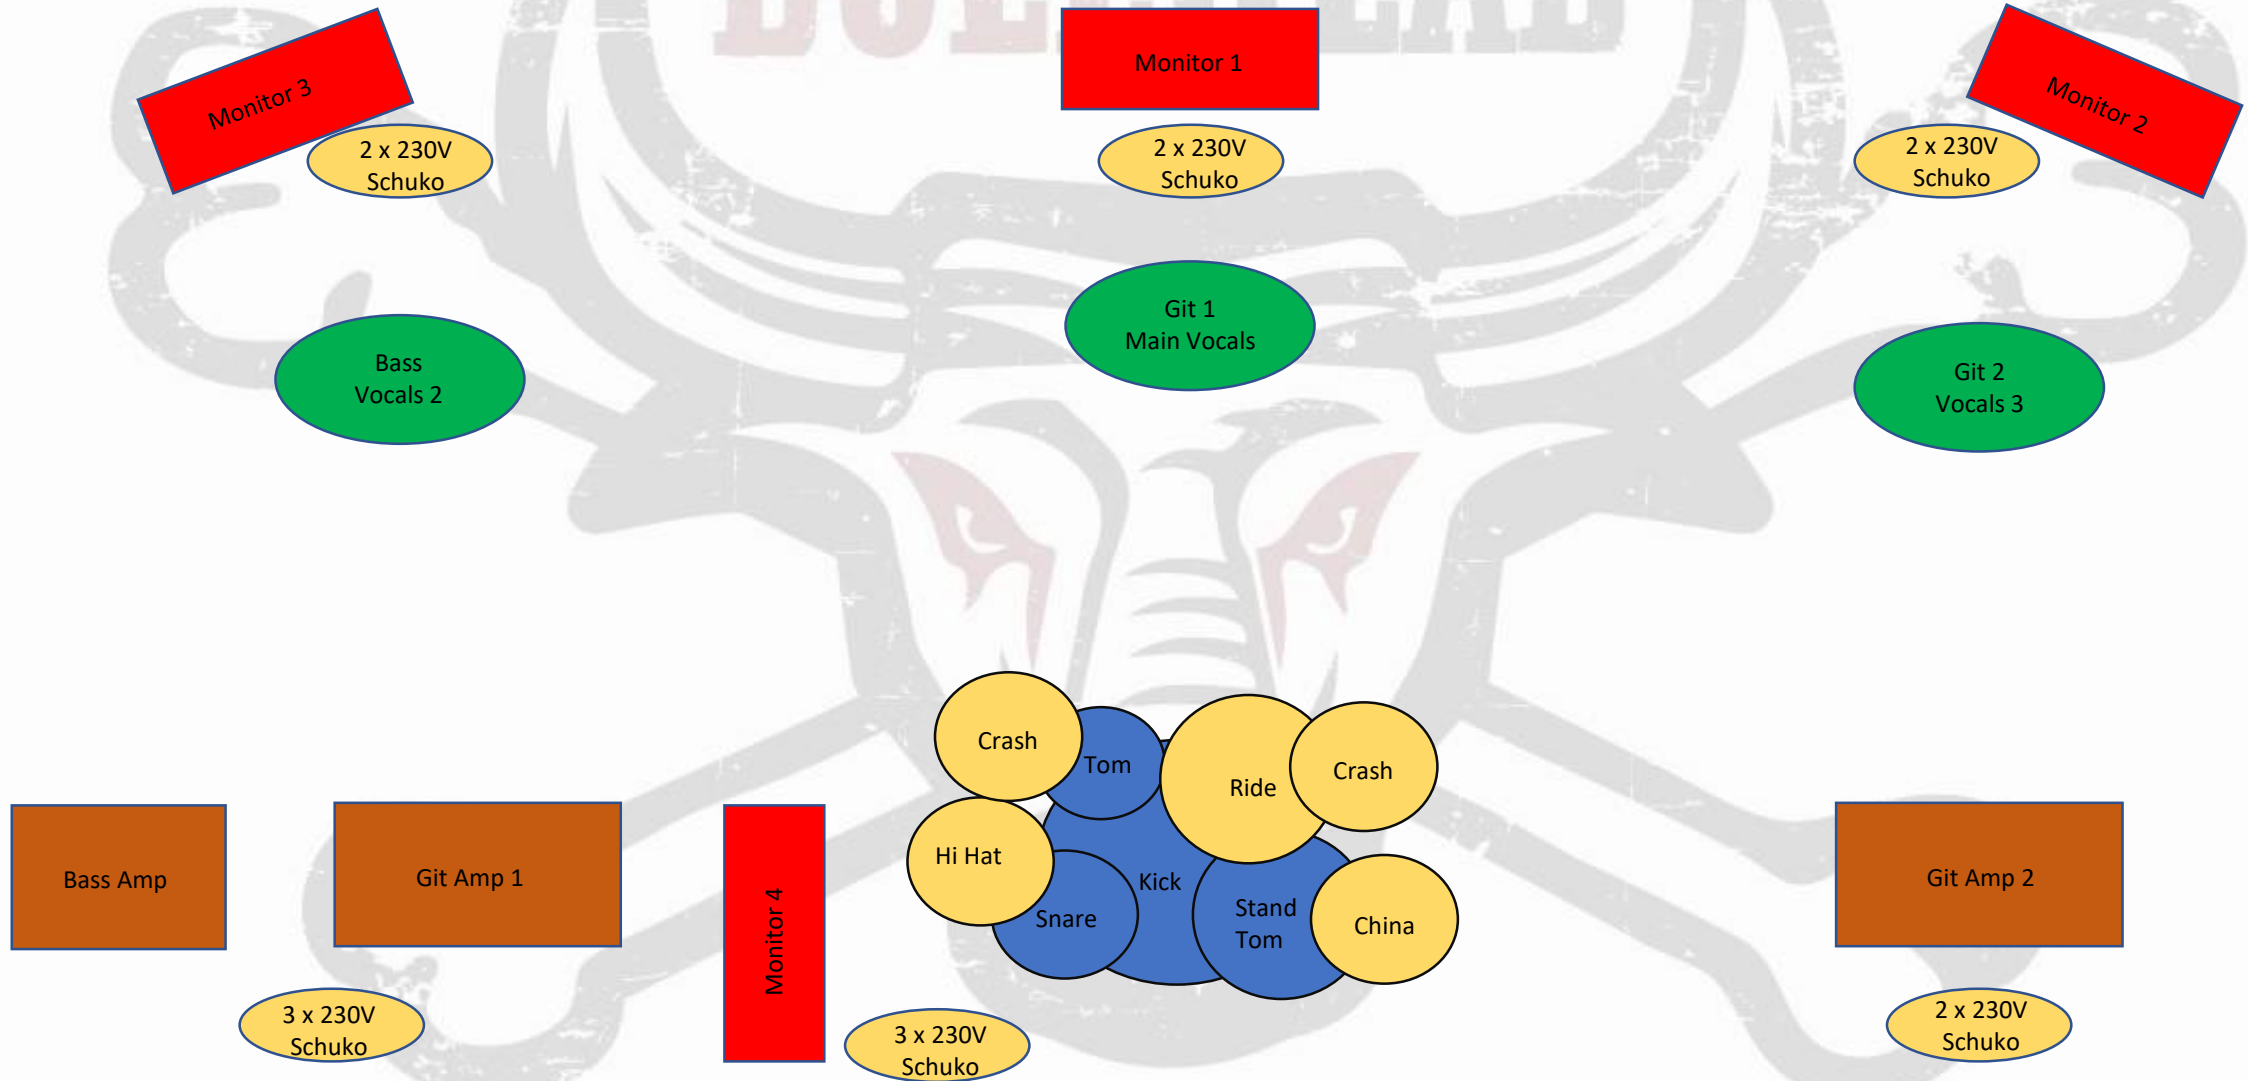 Monitor 3
Monitor 1
Monitor 2
2 x 230V
Schuko
2 x 230V
Schuko
2 x 230V
Schuko
Bass
Vocals 2
Git 1
Main Vocals
Git 2
Vocals 3
Crash
Tom
Ride
Crash
Hi Hat
Kick
Snare
Stand
Tom
China
Bass Amp
Git Amp 1
Monitor 4
Git Amp 2
3 x 230V
Schuko
3 x 230V
Schuko
2 x 230V
Schuko